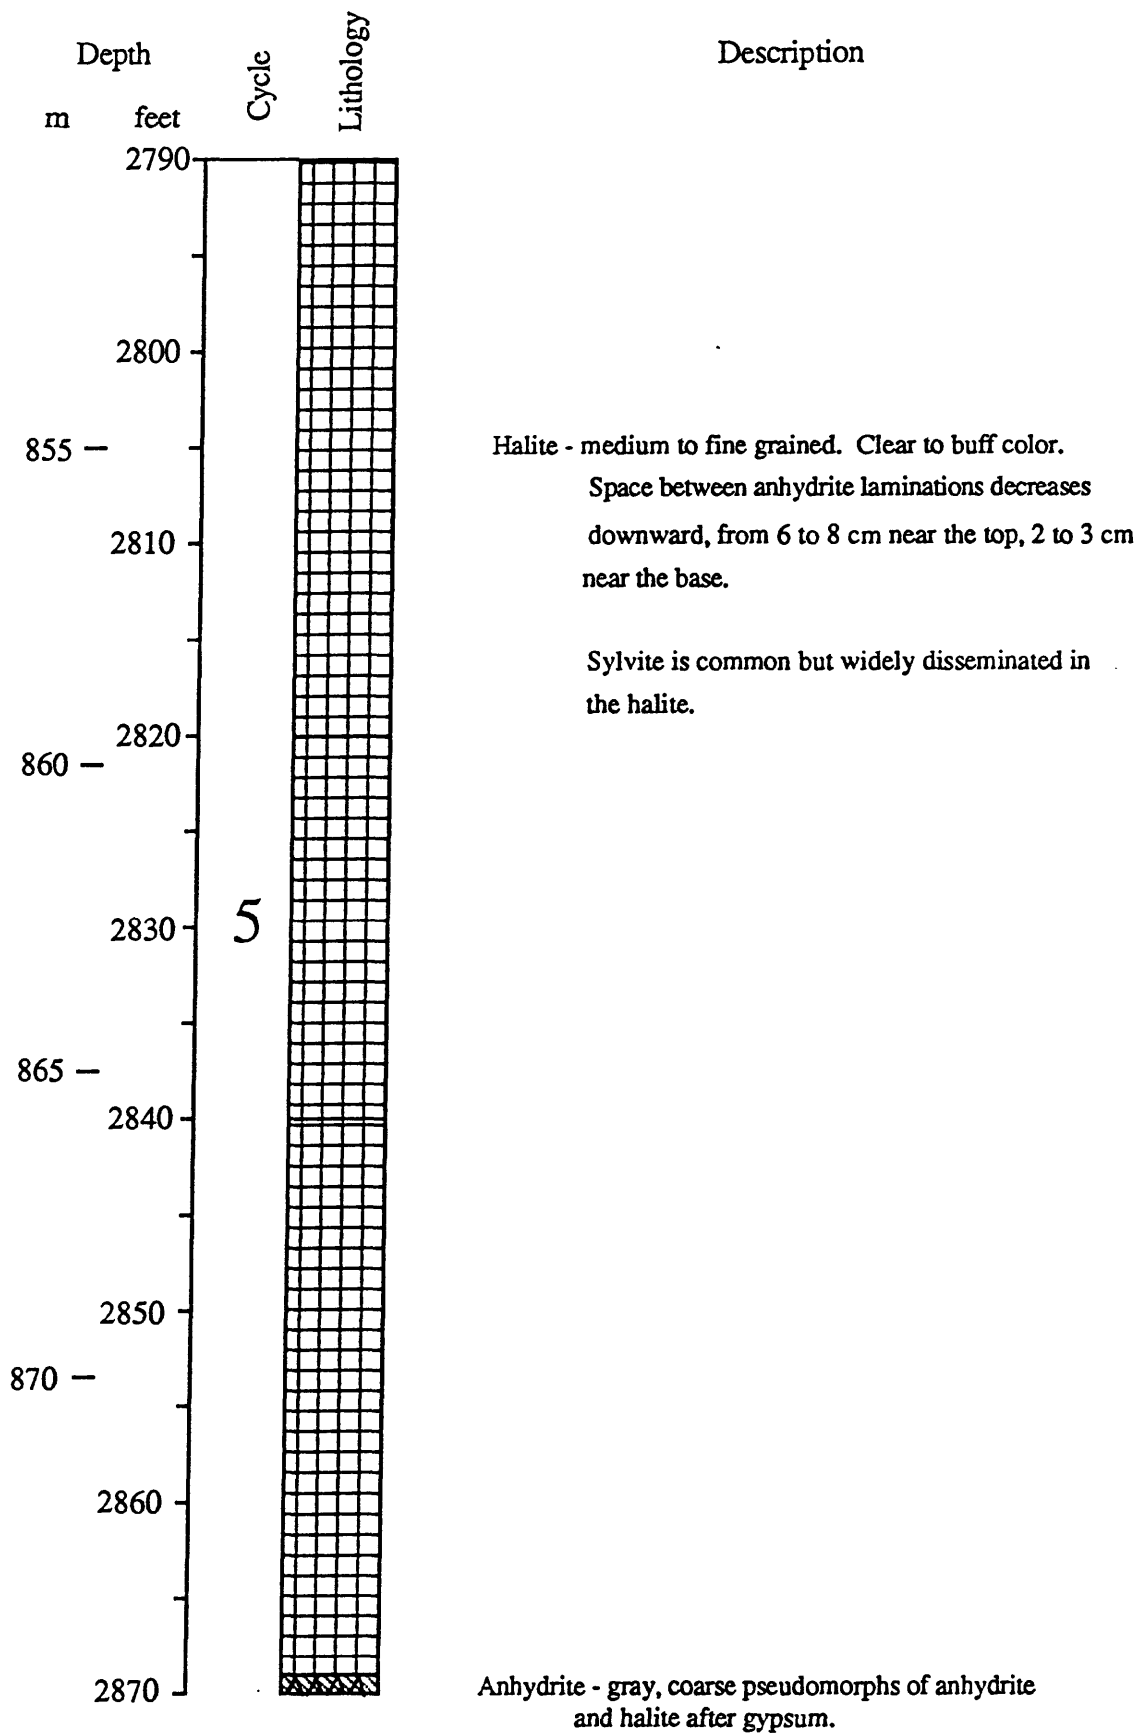 Depth
Cycle
Lithology
Description
m feet
2790
2800
855
Halite - medium to fine grained. Clear to buff color.
Space between anhydrite laminations decreases
downward, from 6 to 8 cm near the top, 2 to 3 cm
near the base.
2810
Sylvite is common but widely disseminated in
the halite.
2820
860
2830
5
865
2840
2850
870
2860
2870
Anhydrite - gray, coarse pseudomorphs of anhydrite
and halite after gypsum.